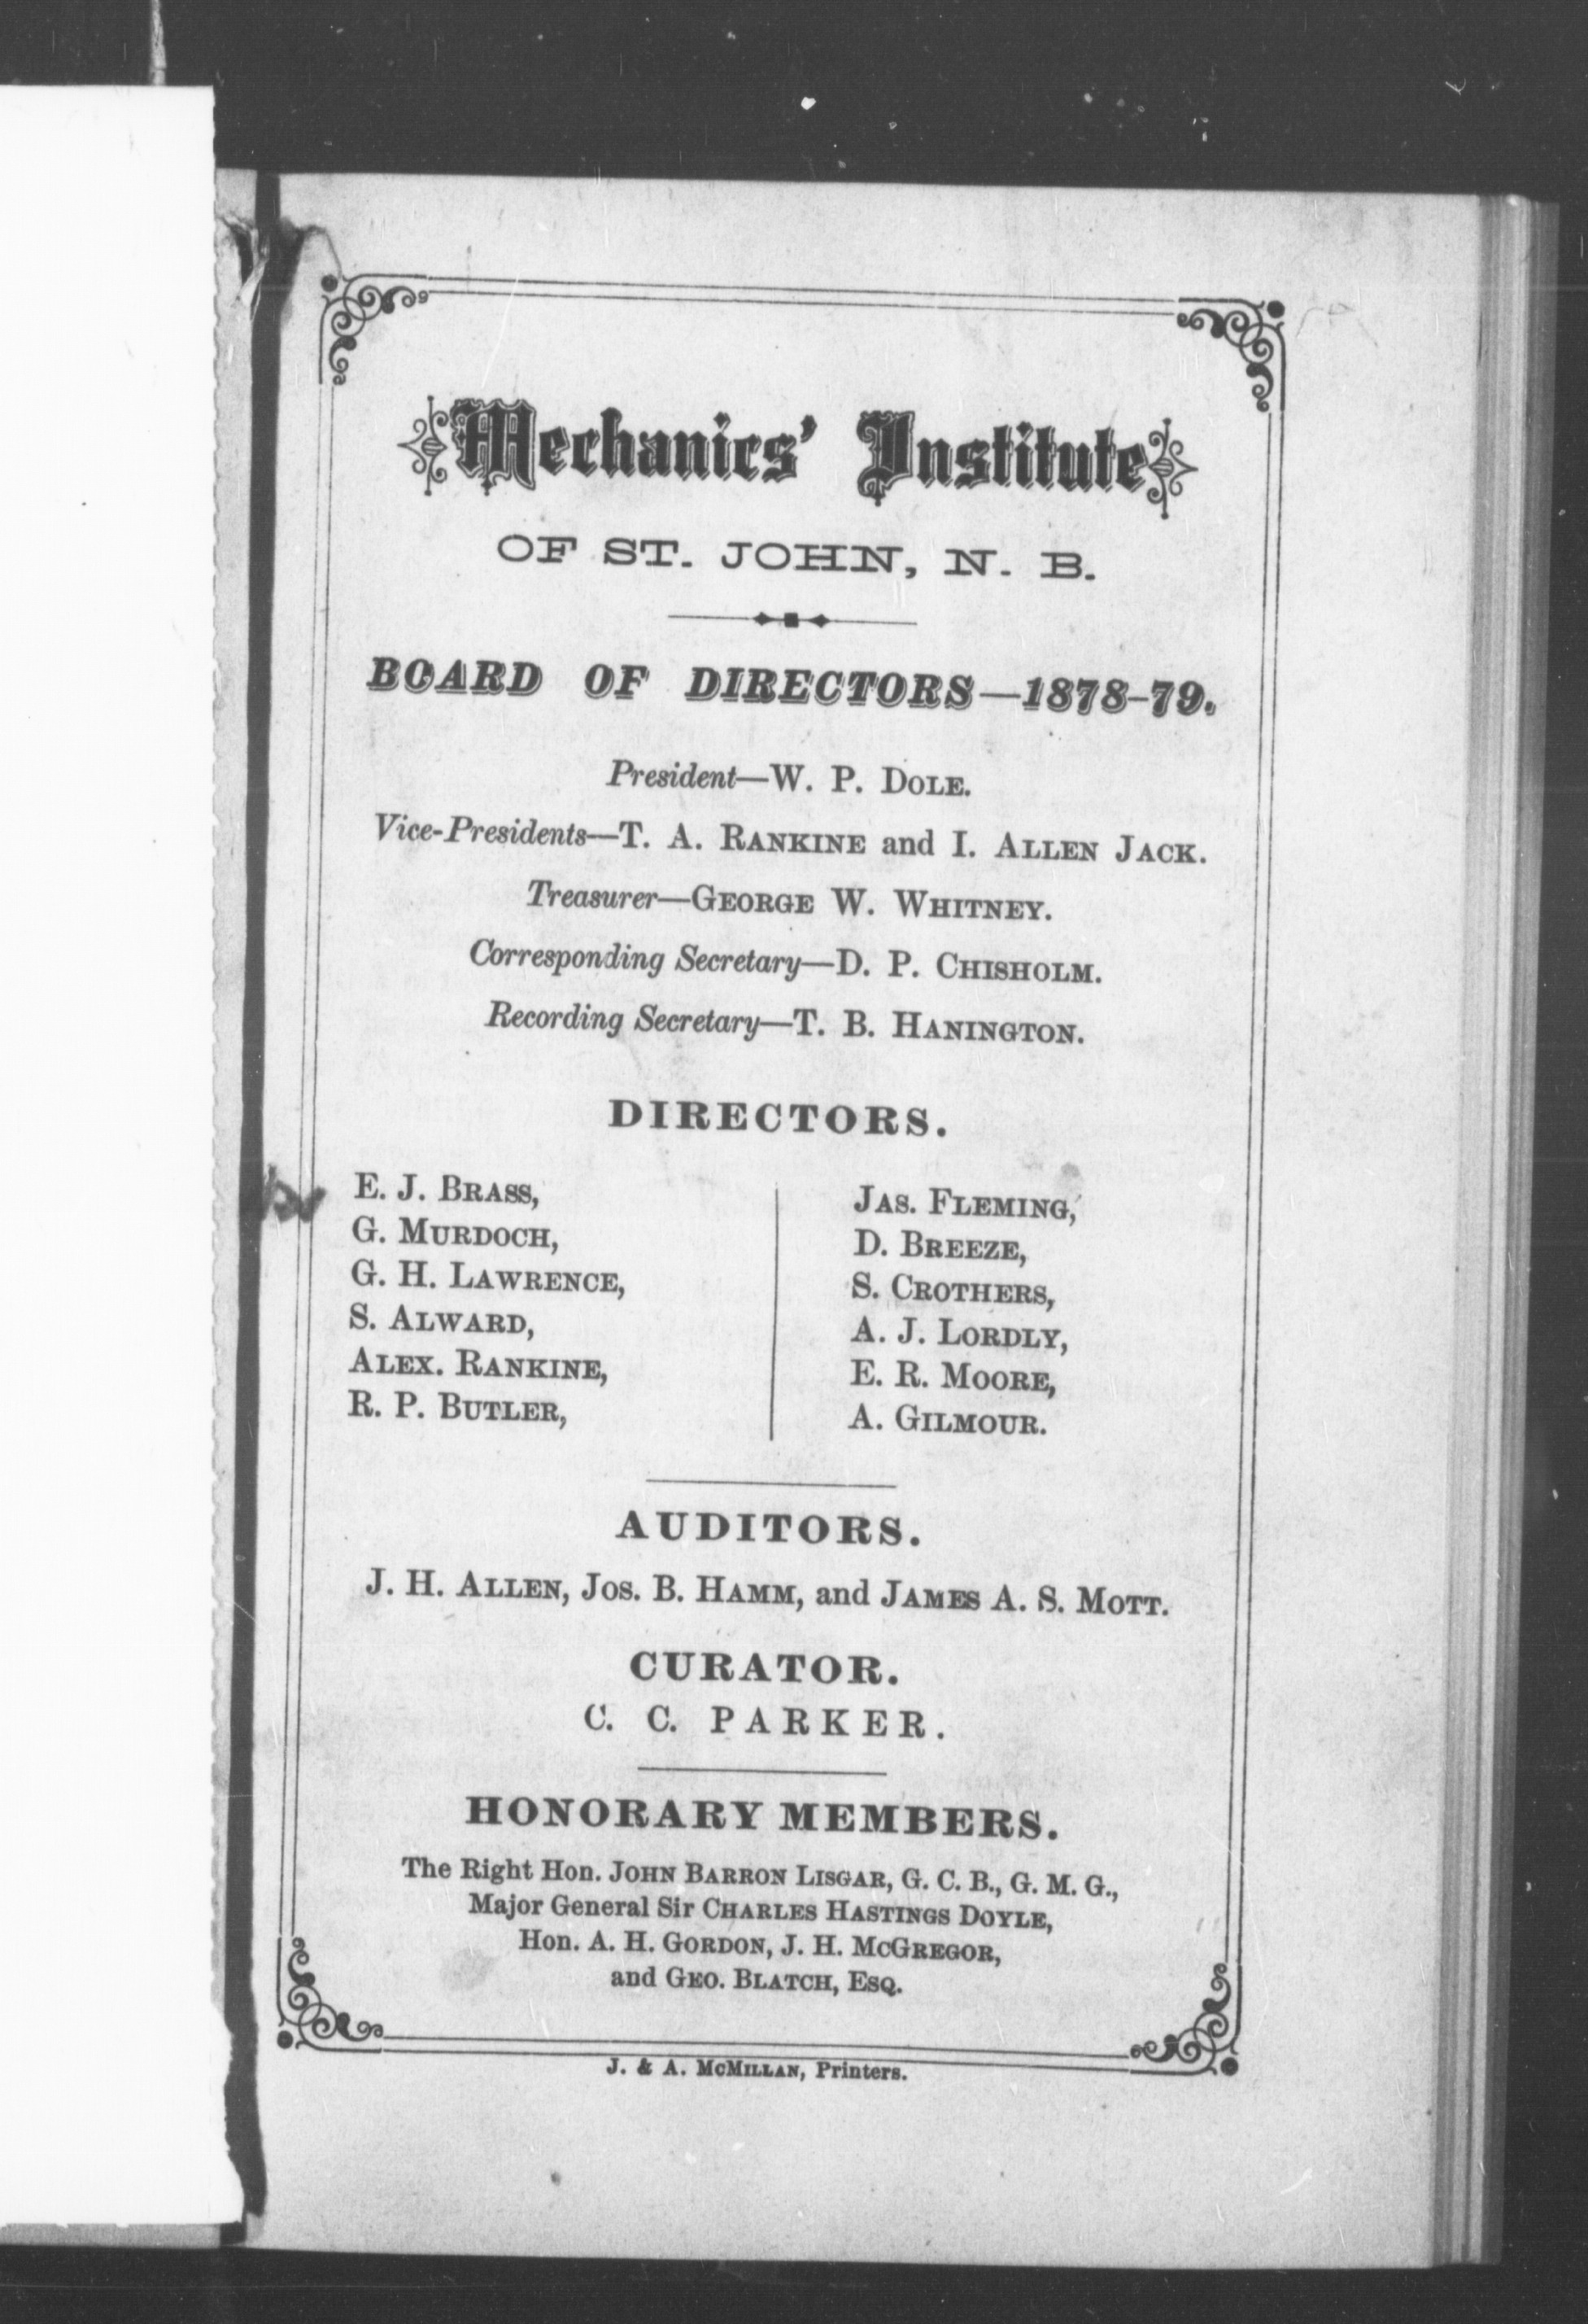 Mechanics' Institute
OF ST. JOHN, N. B.
BOARD OF DIRECTORS—1878-79.
President—W. P. DOLE.
Vice-Presidents—T. A. RANKINE and I. ALLEN JACK.
Treasurer—GEORGE W. WHITNEY.
Corresponding Secretary—D. P. CHISHOLM.
Recording Secretary—T. B. HANINGTON.
DIRECTORS.
E. J. BRASS,
G. MURDOCH,
G. H. LAWRENCE,
S. ALWARD,
ALEX. RANKINE,
R. P. BUTLER,
JAS. FLEMING,
D. BREEZE,
S. CROTHERS,
A. J. LORDLY,
E. R. MOORE,
A. GILMOUR.
AUDITORS.
J. H. ALLEN, JOS. B. HAMM, and JAMES A. S. MOTT.
CURATOR.
C. C. PARKER.
HONORARY MEMBERS.
The Right Hon. JOHN BARRON LISGAR, G. C. B., G. M. G.,
Major General Sir CHARLES HASTINGS DOYLE,
Hon. A. H. GORDON, J. H. MCGREGOR,
and GEO. BLATCH, ESQ.
J. & A. MCMILLAN, Printers.